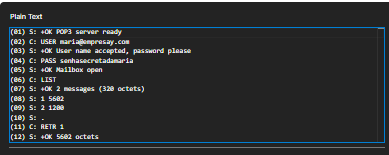 Plain Text
(01) S: +OK POP3 server ready
(02) C: USER maria@empresay.com
(03) S: +OK User name accepted, password please
(04) C: PASS senhasecretadamaria
(05) S: +OK Mailbox open
(06) C: LIST
(07) S: +OK 2 messages (320 octets)
(08) S: 1 5602
(09) S: 2 1200
(10) S: .
(11) C: RETR 1
(12) S: +OK 5602 octets